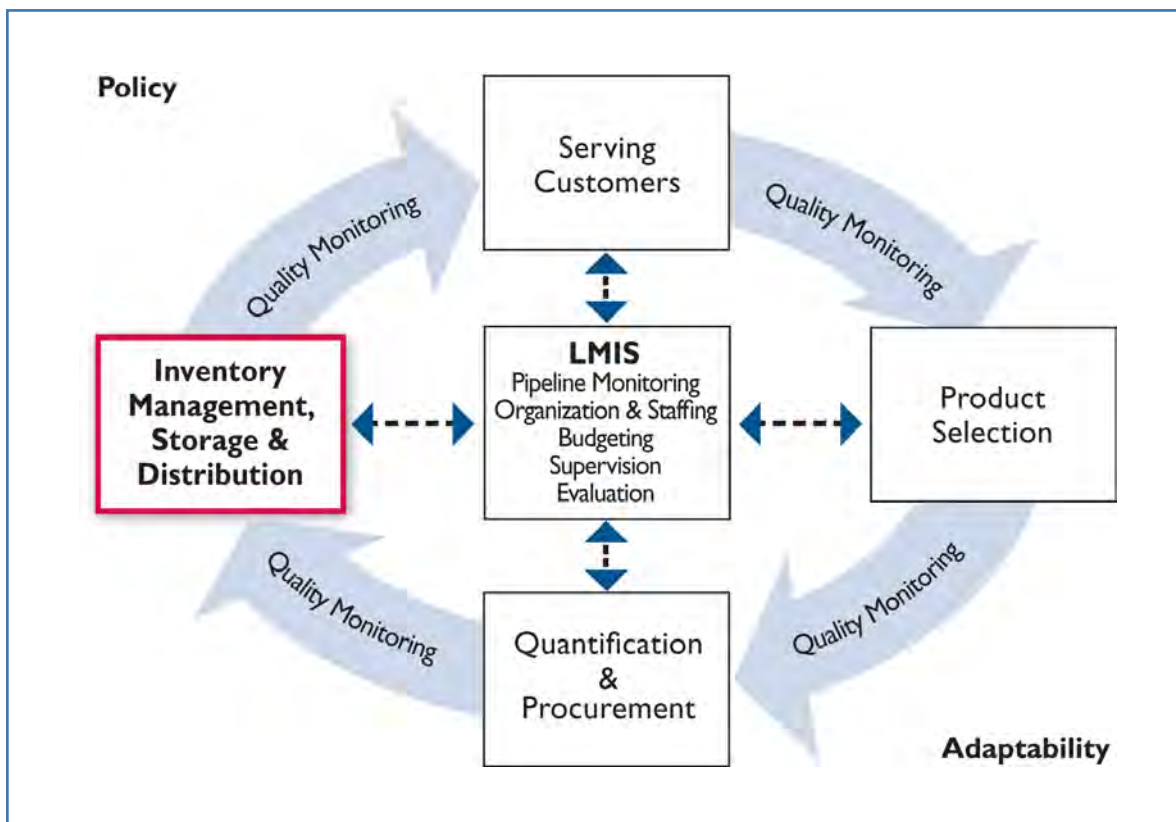 Policy
Serving
Customers
Quality Monitoring
Quality Monitoring
Inventory
Management,
Storage &
Distribution
LMIS
Pipeline Monitoring
Organization & Staffing
Budgeting
Supervision
Evaluation
Product
Selection
Quality Monitoring
Quality Monitoring
Quantification
&
Procurement
Adaptability